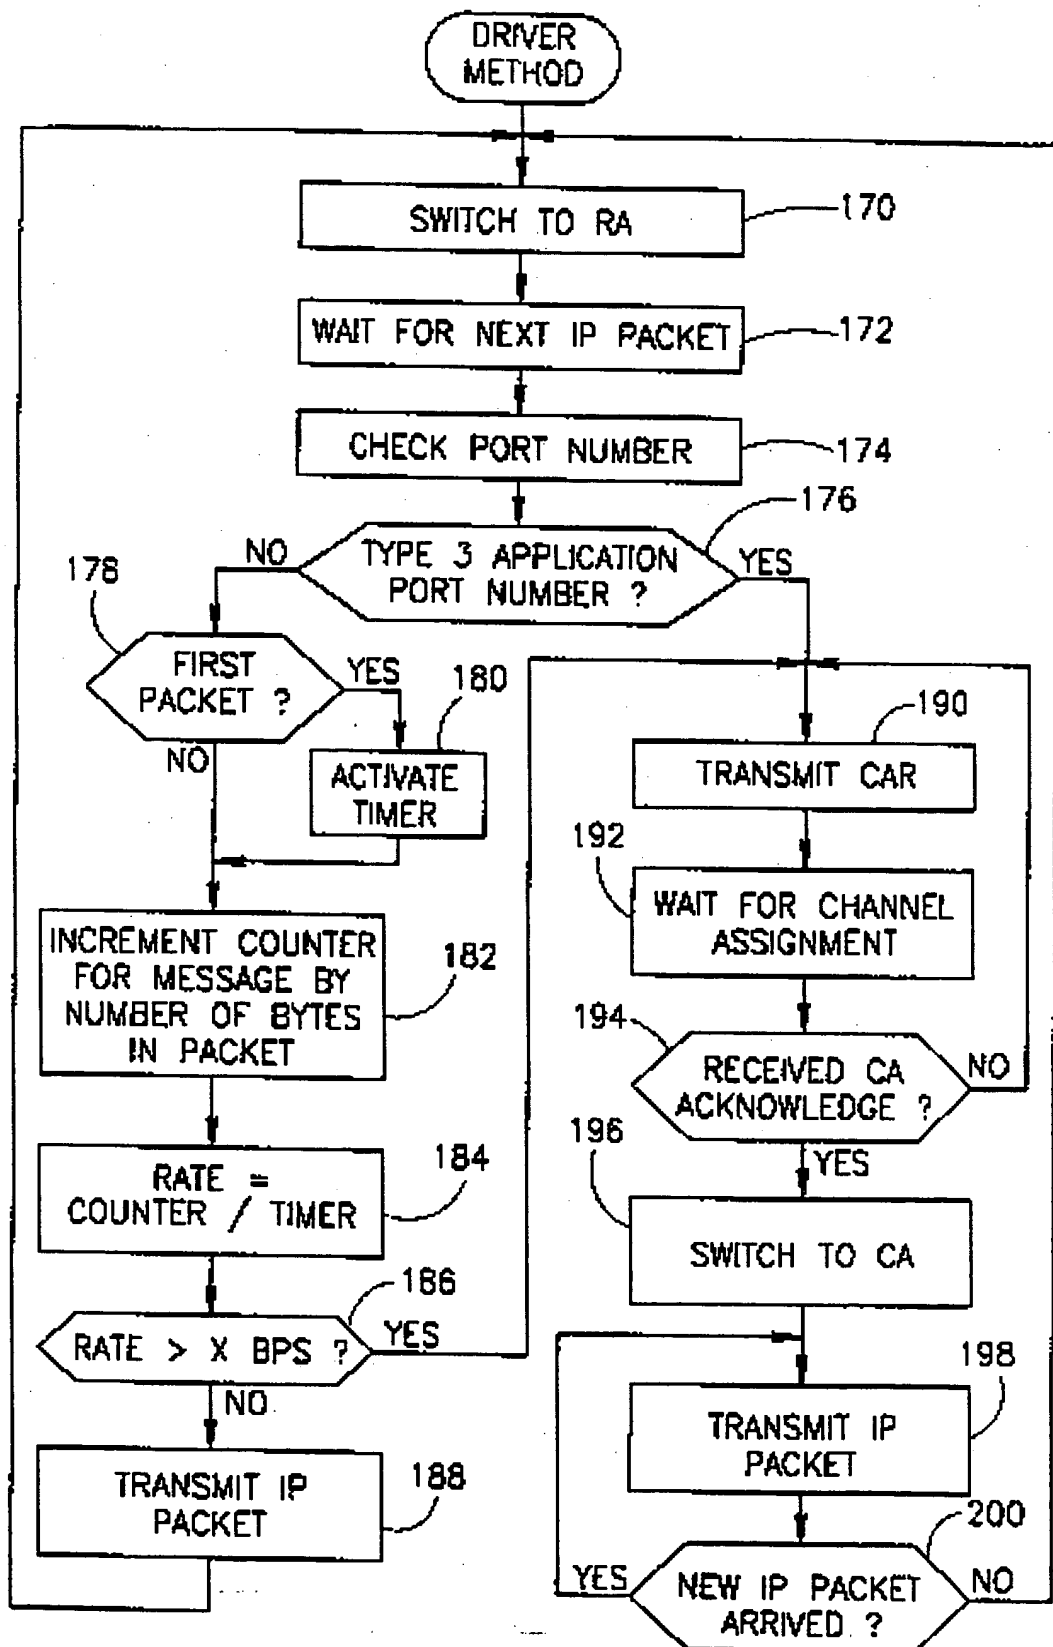 DRIVER
METHOD
SWITCH TO RA
170
WAIT FOR NEXT IP PACKET
172
CHECK PORT NUMBER
174
176
TYPE 3 APPLICATION
PORT NUMBER ?
NO
YES
178
FIRST
PACKET ?
YES
NO
180
ACTIVATE
TIMER
INCREMENT COUNTER
FOR MESSAGE BY
NUMBER OF BYTES
IN PACKET
182
RATE =
COUNTER / TIMER
184
186
RATE > X BPS ?
YES
NO
TRANSMIT IP
PACKET
188
190
TRANSMIT CAR
192
WAIT FOR CHANNEL
ASSIGNMENT
194
RECEIVED CA
ACKNOWLEDGE ?
NO
YES
196
SWITCH TO CA
198
TRANSMIT IP
PACKET
200
NEW IP PACKET
ARRIVED ?
YES
NO